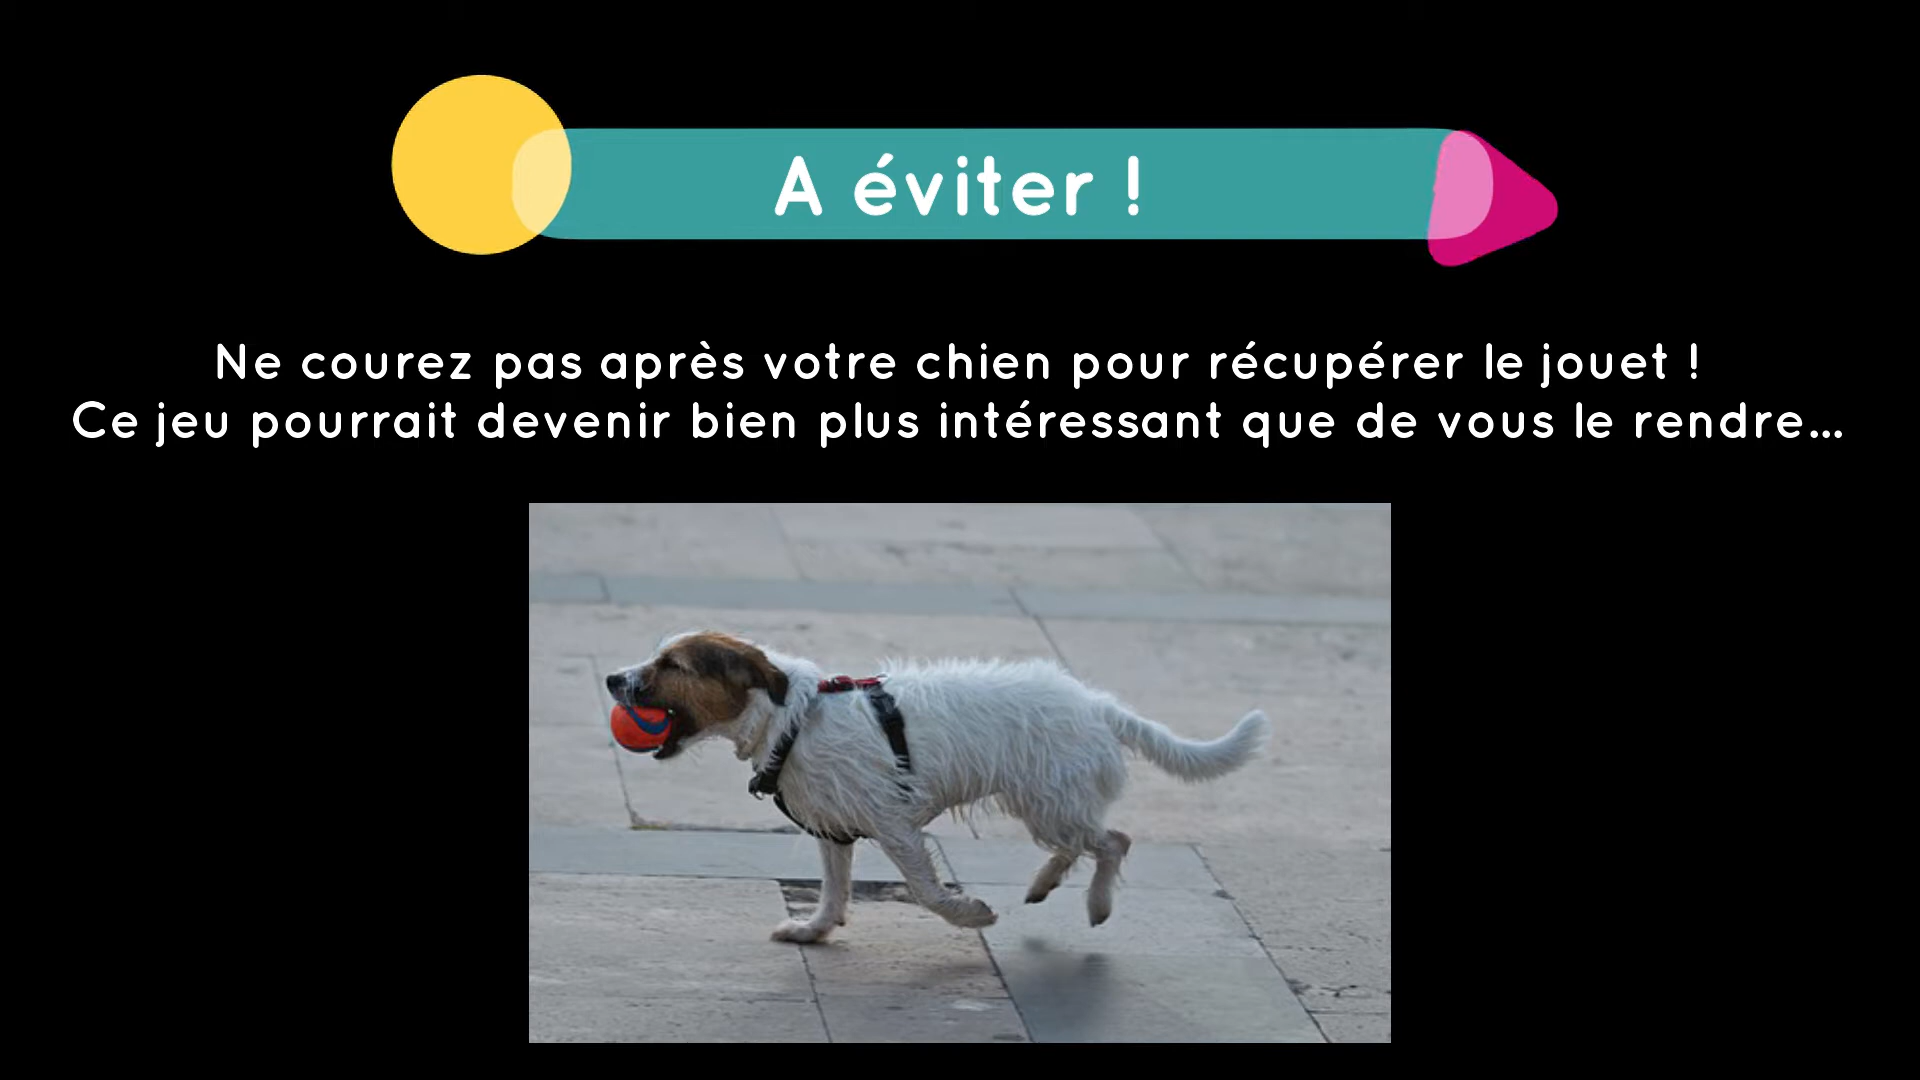 A éviter !
Ne courez pas après votre chien pour récupérer le jouet !
Ce jeu pourrait devenir bien plus intéressant que de vous le rendre...